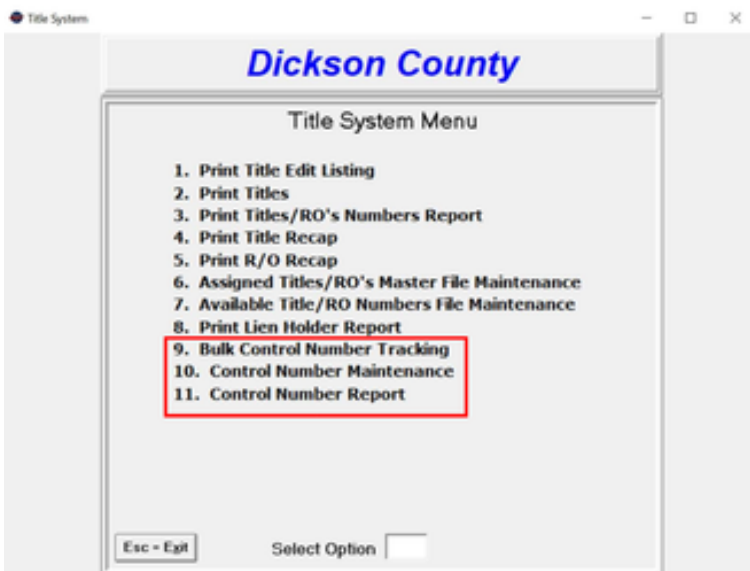 Title System
Dickson County
Title System Menu
1. Print Title Edit Listing
2. Print Titles
3. Print Titles/RO's Numbers Report
4. Print Title Recap
5. Print R/O Recap
6. Assigned Titles/RO's Master File Maintenance
7. Available Title/RO Numbers File Maintenance
8. Print Lien Holder Report
9. Bulk Control Number Tracking
10. Control Number Maintenance
11. Control Number Report
Esc - Exit
Select Option